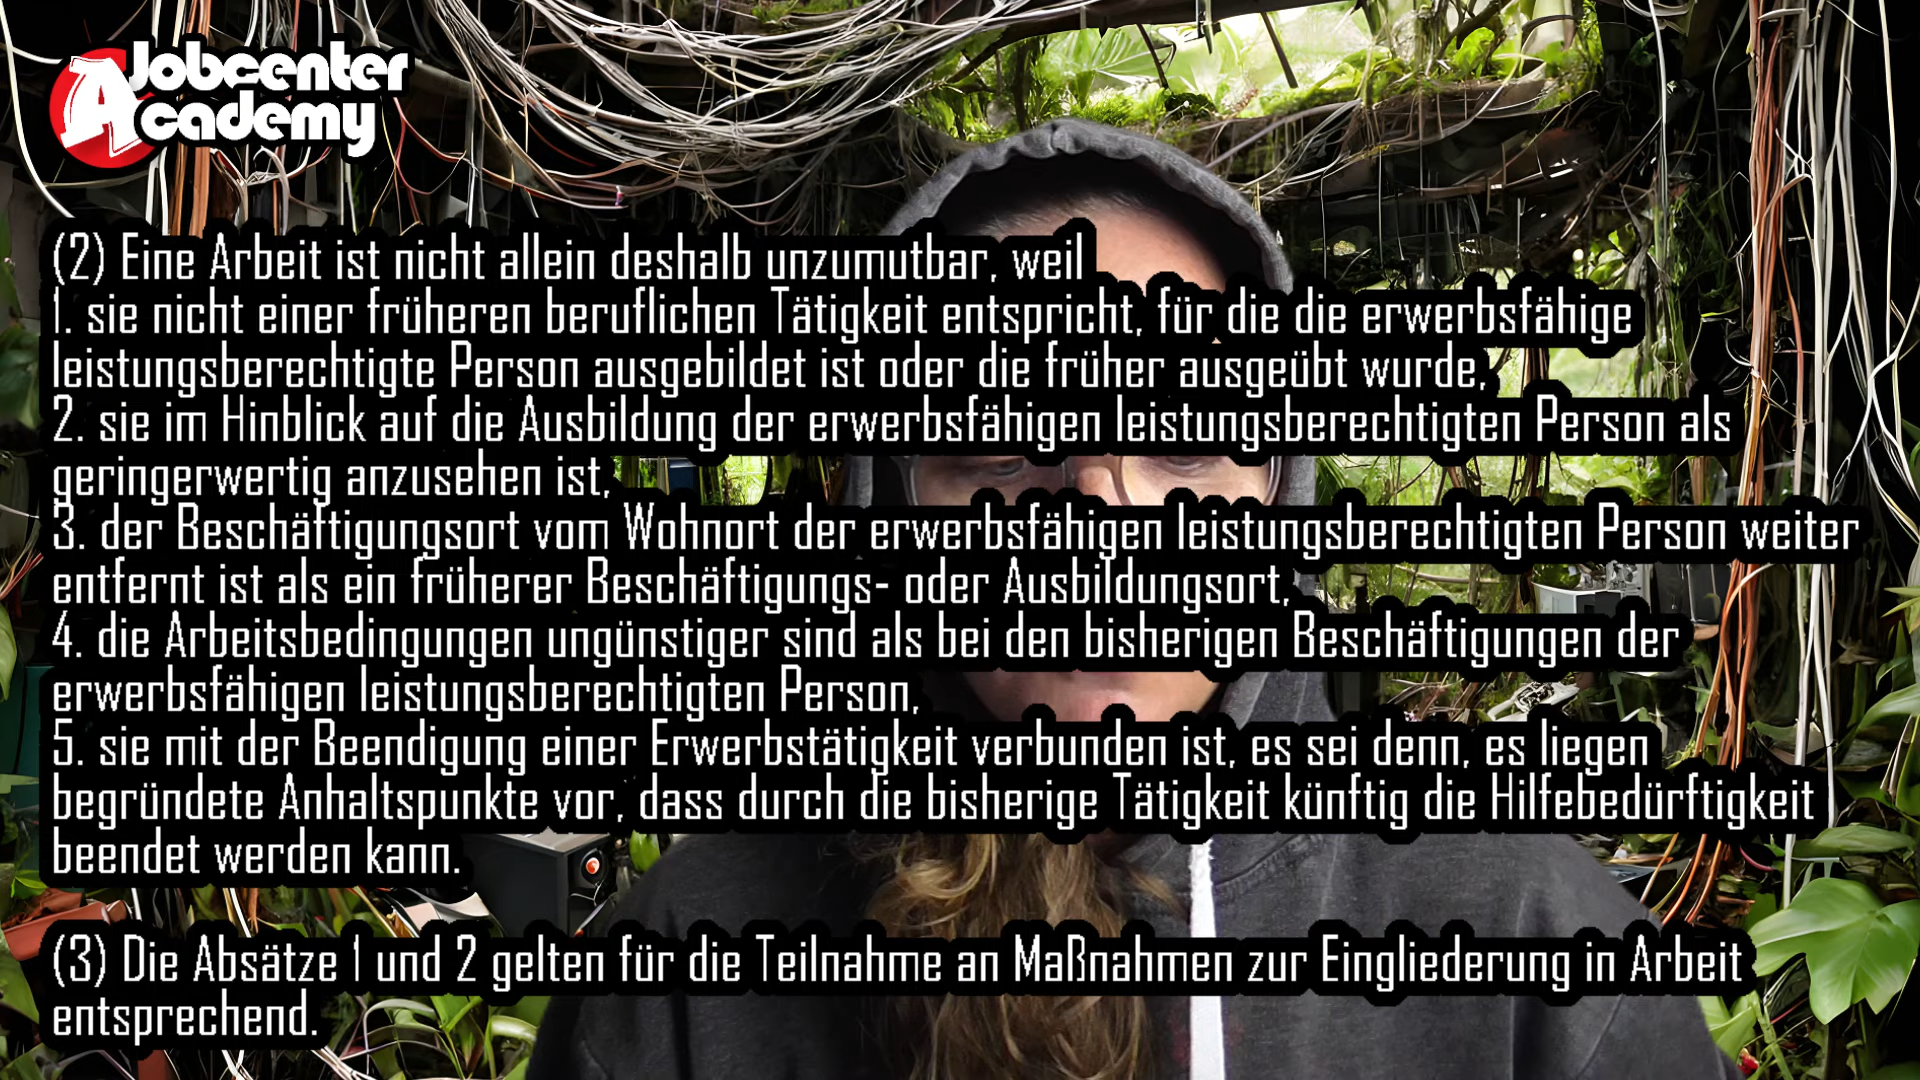 Jobcenter
Academy
(2) Eine Arbeit ist nicht allein deshalb unzumutbar, weil
1. sie nicht einer früheren beruflichen Tätigkeit entspricht, für die die erwerbsfähige
leistungsberechtigte Person ausgebildet ist oder die früher ausgeübt wurde,
2. sie im Hinblick auf die Ausbildung der erwerbsfähigen leistungsberechtigten Person als
geringerwertig anzusehen ist,
3. der Beschäftigungsort vom Wohnort der erwerbsfähigen leistungsberechtigten Person weiter
entfernt ist als ein früherer Beschäftigungs- oder Ausbildungsort,
4. die Arbeitsbedingungen ungünstiger sind als bei den bisherigen Beschäftigungen der
erwerbsfähigen leistungsberechtigten Person,
5. sie mit der Beendigung einer Erwerbstätigkeit verbunden ist, es sei denn, es liegen
begründete Anhaltspunkte vor, dass durch die bisherige Tätigkeit künftig die Hilfebedürftigkeit
beendet werden kann.
(3) Die Absätze 1 und 2 gelten für die Teilnahme an Maßnahmen zur Eingliederung in Arbeit
entsprechend.